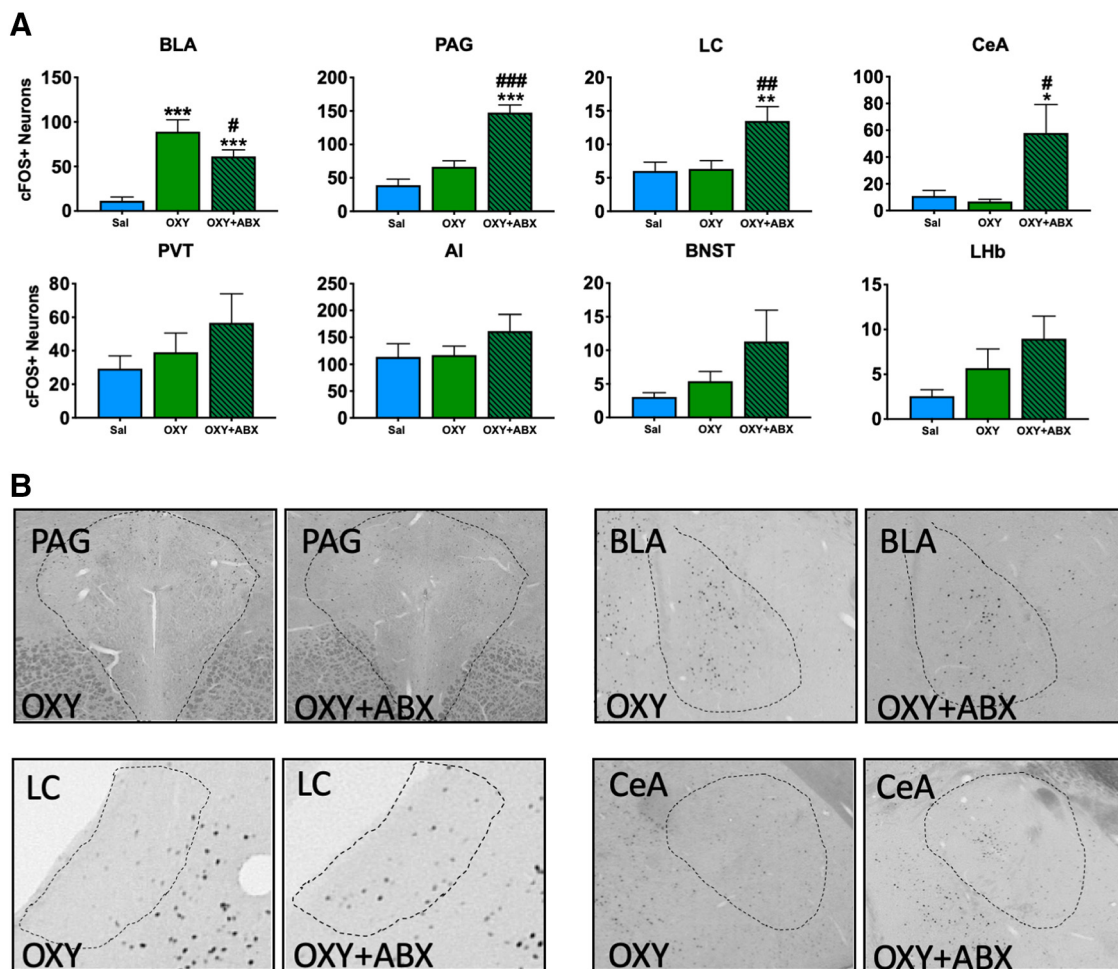 A
BLA
PAG
LC
CeA
cFOS+ Neurons
150
100
50
0
***
#
***
Sal
OXY
OXY+ABX
200
150
100
50
0
###
***
Sal
OXY
OXY+ABX
20
15
10
5
0
##
**
Sal
OXY
OXY+ABX
100
80
60
40
20
0
#
*
Sal
OXY
OXY+ABX
PVT
AI
BNST
LHb
cFOS+ Neurons
80
60
40
20
0
Sal
OXY
OXY+ABX
250
200
150
100
50
0
Sal
OXY
OXY+ABX
20
15
10
5
0
Sal
OXY
OXY+ABX
15
10
5
0
Sal
OXY
OXY+ABX
B
PAG
OXY
PAG
OXY+ABX
BLA
OXY
BLA
OXY+ABX
LC
OXY
LC
OXY+ABX
CeA
OXY
CeA
OXY+ABX